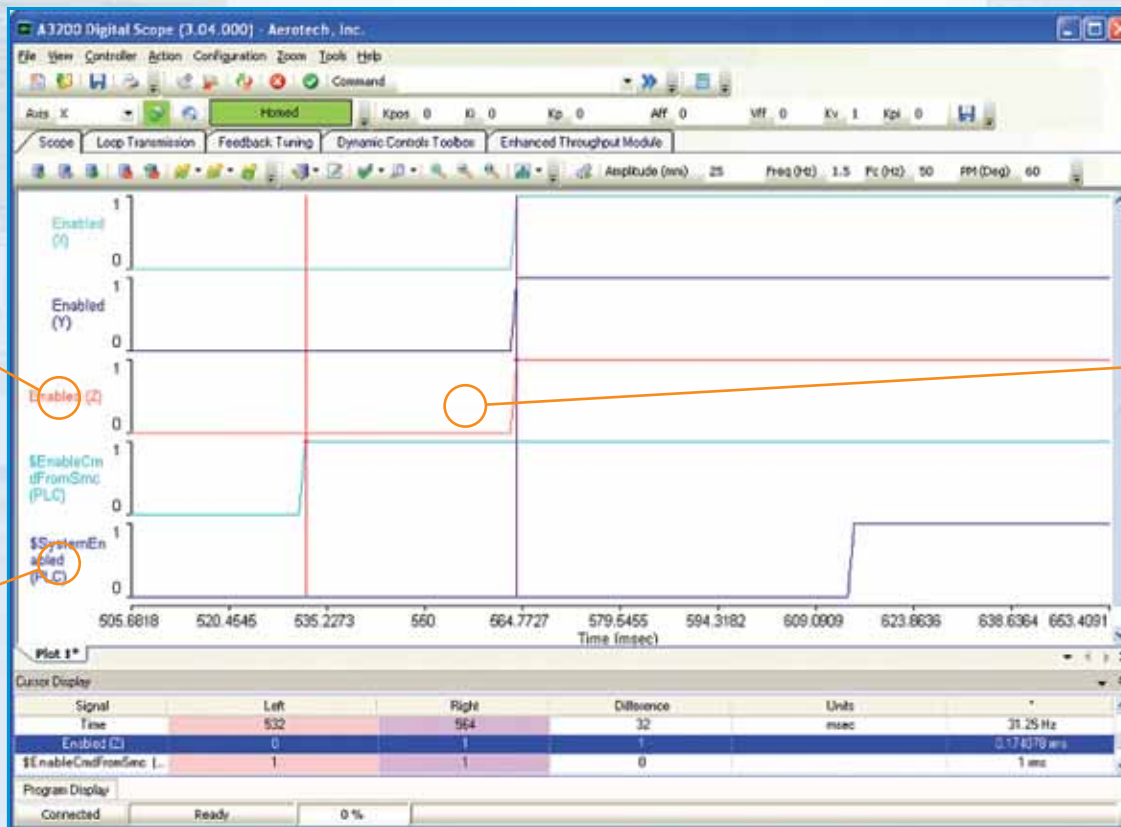 A3200 Digital Scope (3.04.000) - Aerotech, Inc.
File View Controller Action Configuration Zoom Tools Help
Command
Axis X Homed Kpos 0 Ki 0 Kp 0 Aff 0 Vff 0 Kv 1 Kpi 0
Scope Loop Transmission Feedback Tuning Dynamic Controls Toolbox Enhanced Throughput Module
Amplitude (mm) 25 Freq (Hz) 1.5 Fc (Hz) 50 PM (Deg) 60
Enabled
(X)
1
0
Enabled
(Y)
1
0
Enabled (Z)
1
0
$EnableCm
dFromSmc
(PLC)
1
0
$SystemEn
abled
(PLC)
1
0
505.6818 520.4545 535.2273 550 564.7727 579.5455 594.3182 609.0909 623.8636 638.6364 653.4091
Time (msec)
Plot 1*
Cursor Display
Signal Left Right Difference Units *
Time 532 564 32 msec 31.25 Hz
Enabled (Z) 0 1 1
$EnableCmdFromSmc (.. 1 1 0 1 rms
Program Display
Connected Ready 0 %